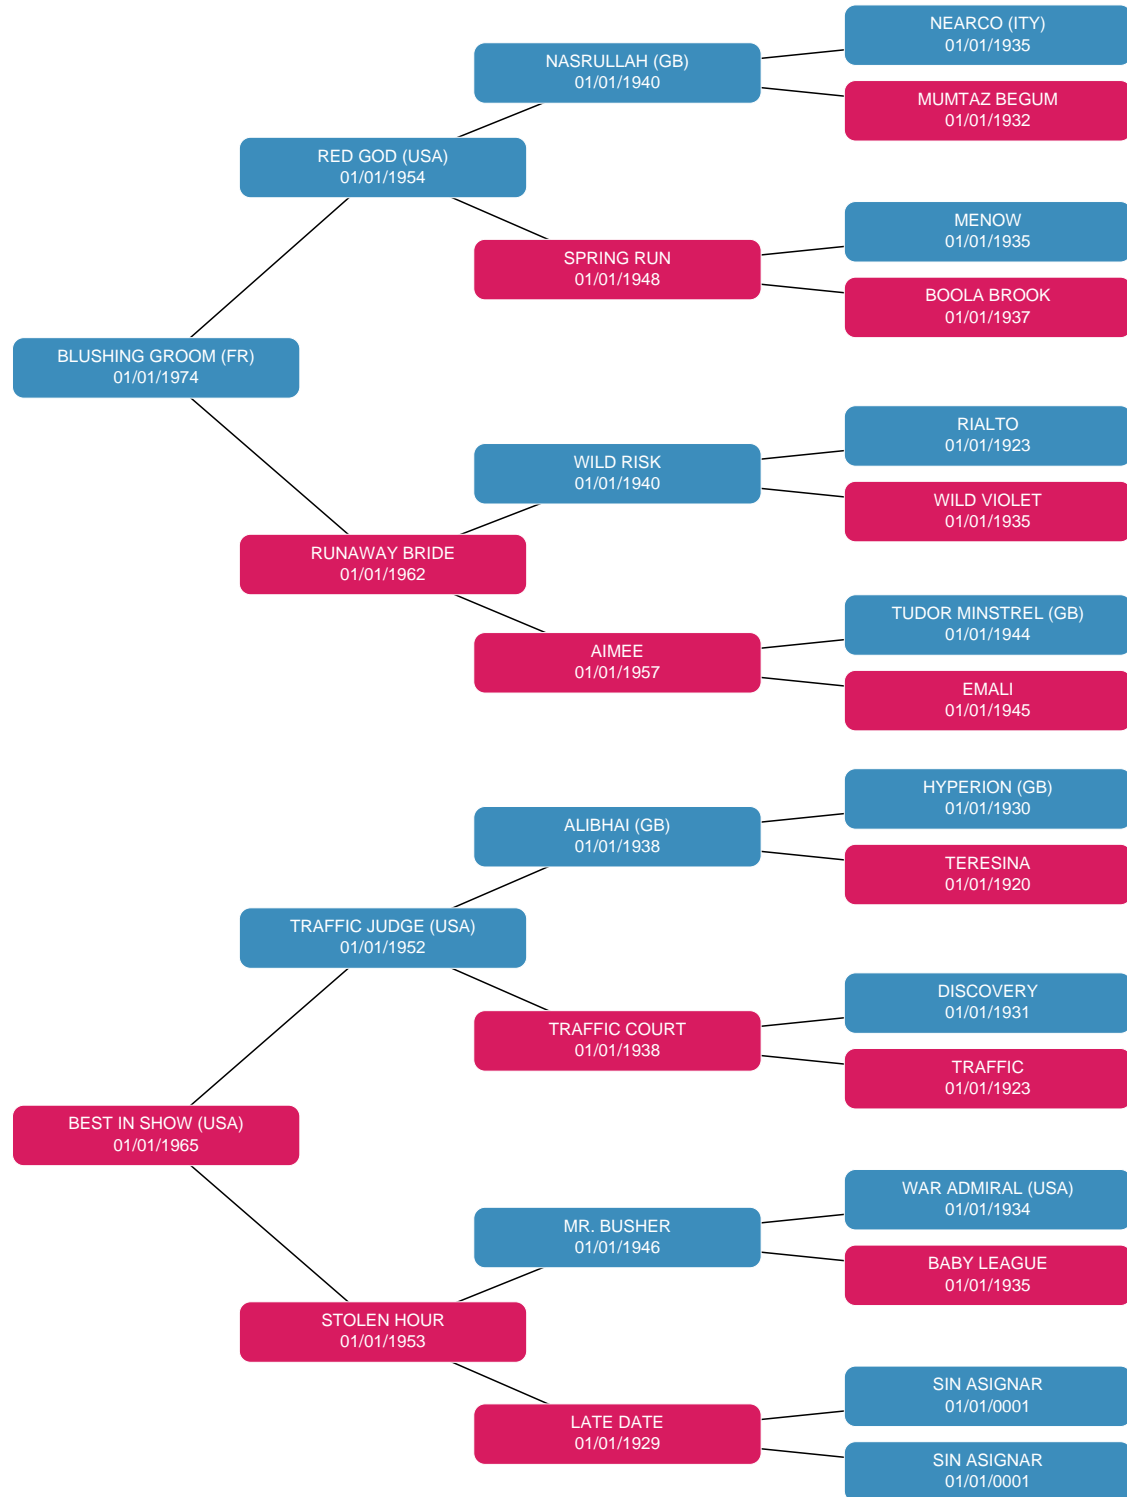 NEARCO (ITY)
01/01/1935
NASRULLAH (GB)
01/01/1940
MUMTAZ BEGUM
01/01/1932
RED GOD (USA)
01/01/1954
MENOW
01/01/1935
SPRING RUN
01/01/1948
BOOLA BROOK
01/01/1937
BLUSHING GROOM (FR)
01/01/1974
RIALTO
01/01/1923
WILD RISK
01/01/1940
WILD VIOLET
01/01/1935
RUNAWAY BRIDE
01/01/1962
TUDOR MINSTREL (GB)
01/01/1944
AIMEE
01/01/1957
EMALI
01/01/1945
HYPERION (GB)
01/01/1930
ALIBHAI (GB)
01/01/1938
TERESINA
01/01/1920
TRAFFIC JUDGE (USA)
01/01/1952
DISCOVERY
01/01/1931
TRAFFIC COURT
01/01/1938
TRAFFIC
01/01/1923
BEST IN SHOW (USA)
01/01/1965
WAR ADMIRAL (USA)
01/01/1934
MR. BUSHER
01/01/1946
BABY LEAGUE
01/01/1935
STOLEN HOUR
01/01/1953
SIN ASIGNAR
01/01/0001
LATE DATE
01/01/1929
SIN ASIGNAR
01/01/0001